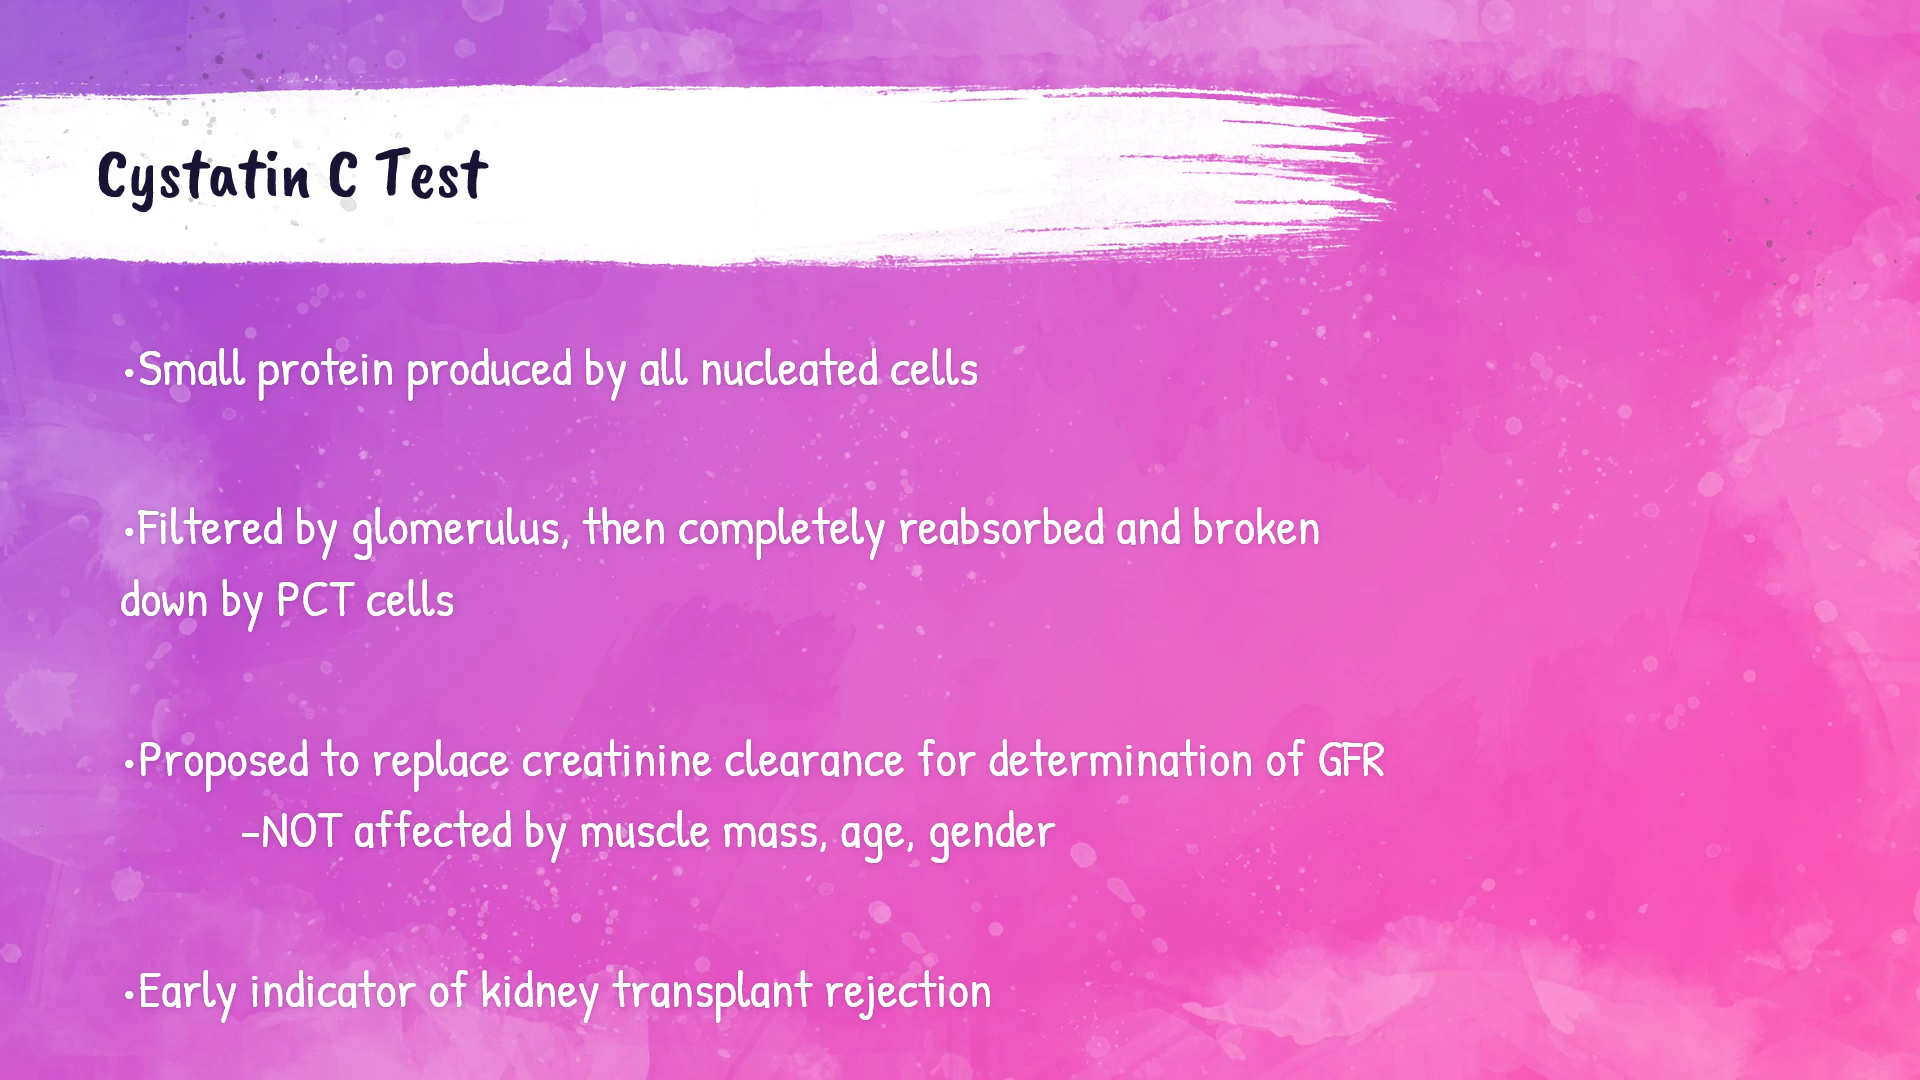 Cystatin C Test
•Small protein produced by all nucleated cells
•Filtered by glomerulus, then completely reabsorbed and broken
down by PCT cells
•Proposed to replace creatinine clearance for determination of GFR
–NOT affected by muscle mass, age, gender
•Early indicator of kidney transplant rejection